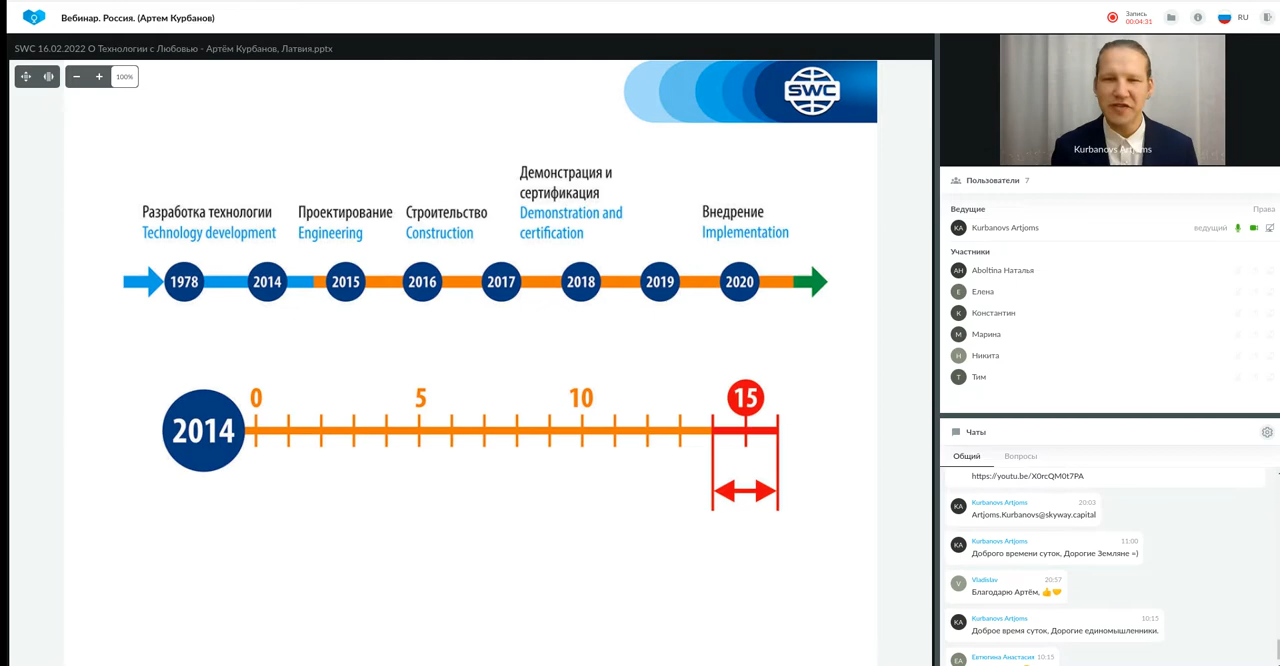 Вебинар. Россия. (Артем Курбанов)
Запись
00:04:31
RU
SWC 16.02.2022 О Технологии с Любовью - Артём Курбанов, Латвия.pptx
100%
SWC
Разработка технологии
Technology development
Проектирование
Engineering
Строительство
Construction
Демонстрация и
сертификация
Demonstration and
certification
Внедрение
Implementation
1978 2014 2015 2016 2017 2018 2019 2020
2014
0 5 10 15
Kurbanovs Artjoms
Пользователи 7
Ведущие Права
KA Kurbanovs Artjoms ведущий
Участники
АН Aboltina Наталья
Е Елена
К Константин
М Марина
Н Никита
Т Тим
Чаты
Общий Вопросы
https://youtu.be/X0rcQM0t7PA
KA Kurbanovs Artjoms 20:03
Artjoms.Kurbanovs@skyway.capital
KA Kurbanovs Artjoms 11:00
Доброго времени суток, Дорогие Земляне =)
V Vladislav 20:57
Благодарю Артём, 👍🤝
KA Kurbanovs Artjoms 10:15
Доброе время суток, Дорогие единомышленники.
ЕА Евтюгина Анастасия 10:15